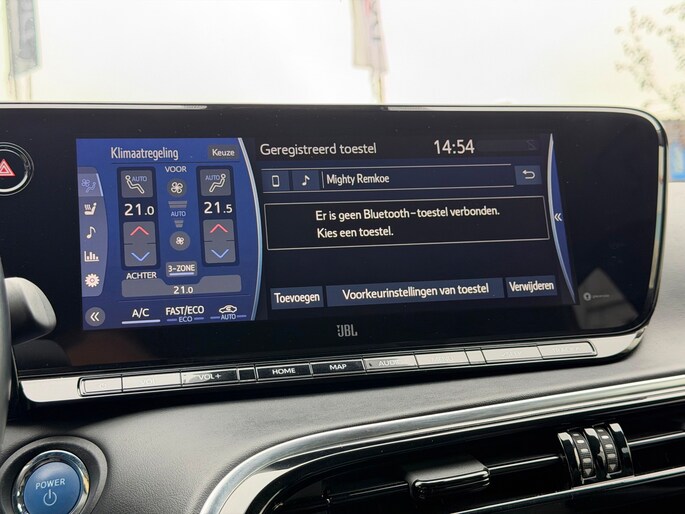 Klimaatregeling
Keuze
Geregistreerd toestel
14:54
VOOR
AUTO
AUTO
Mighty Remkoe
21.0
AUTO
21.5
Er is geen Bluetooth-toestel verbonden.
Kies een toestel.
ACHTER
3-ZONE
21.0
Toevoegen
Voorkeurinstellingen van toestel
Verwijderen
A/C
FAST/ECO
ECO
AUTO
JBL
VOL+
HOME
MAP
AUDIO
POWER